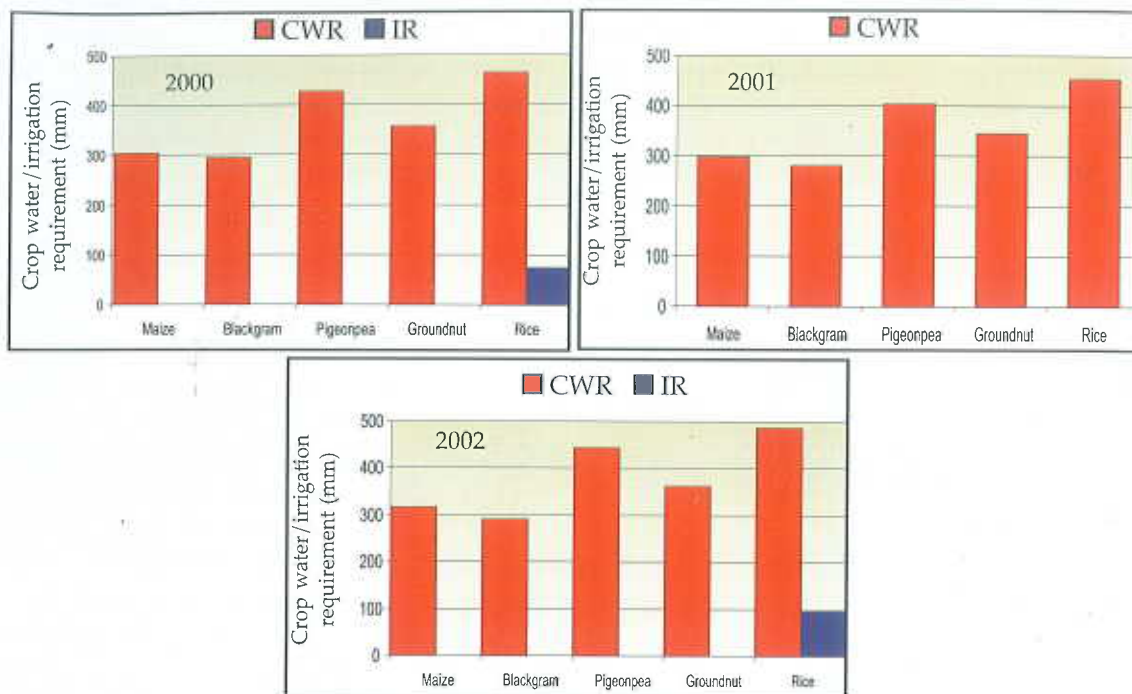 CWR IR
Crop water/irrigation
requirement (mm)
500
400
300
200
100
0
2000
Maize Blackgram Pigeonpea Groundnut Rice
CWR
Crop water/irrigation
requirement (mm)
500
400
300
200
100
0
2001
Maize Blackgram Pigeonpea Groundnut Rice
CWR IR
Crop water/irrigation
requirement (mm)
500
400
300
200
100
0
2002
Maize Blackgram Pigeonpea Groundnut Rice